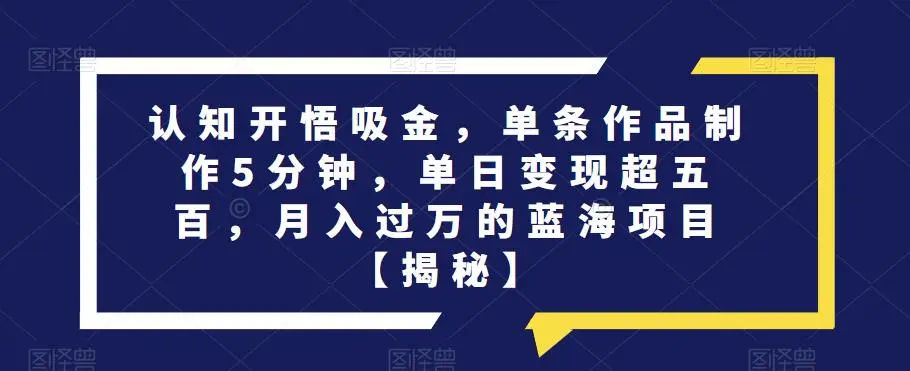 图怪兽 图怪兽 图怪兽
认知开悟吸金，单条作品制
作5分钟，单日变现超五
百，月入过万的蓝海项目
【揭秘】
图怪兽 图怪兽 图怪兽